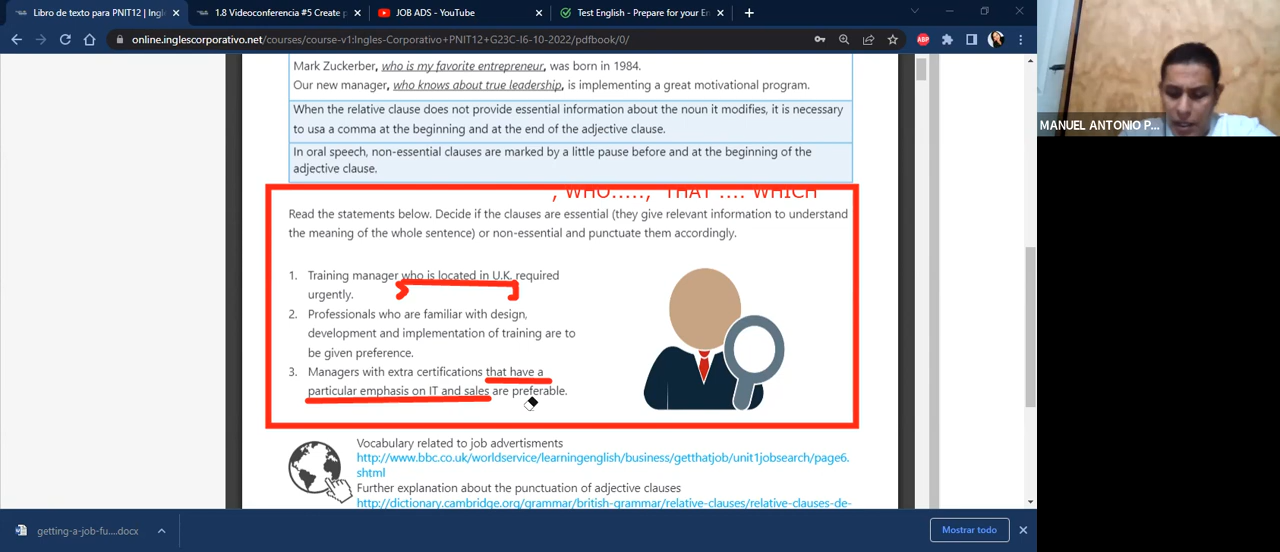 Libro de texto para PNIT12 | Ingle
1.8 Videoconferencia #5 Create p
JOB ADS - YouTube
Test English - Prepare for your En
online.inglescorporativo.net/courses/course-v1:Ingles-Corporativo+PNIT12+G23C-I6-10-2022/pdfbook/0/
Mark Zuckerber, who is my favorite entrepreneur, was born in 1984.
Our new manager, who knows about true leadership, is implementing a great motivational program.
When the relative clause does not provide essential information about the noun it modifies, it is necessary
to usa a comma at the beginning and at the end of the adjective clause.
In oral speech, non-essential clauses are marked by a little pause before and at the beginning of the
adjective clause.
, WHO....., THAT .... WHICH
Read the statements below. Decide if the clauses are essential (they give relevant information to understand
the meaning of the whole sentence) or non-essential and punctuate them accordingly.
1. Training manager who is located in U.K. required
urgently.
2. Professionals who are familiar with design,
development and implementation of training are to
be given preference.
3. Managers with extra certifications that have a
particular emphasis on IT and sales are preferable.
Vocabulary related to job advertisments
http://www.bbc.co.uk/worldservice/learningenglish/business/getthatjob/unit1jobsearch/page6.
shtml
Further explanation about the punctuation of adjective clauses
http://dictionary.cambridge.org/grammar/british-grammar/relative-clauses/relative-clauses-de-
getting-a-job-fu....docx
Mostrar todo
MANUEL ANTONIO P...
ABP